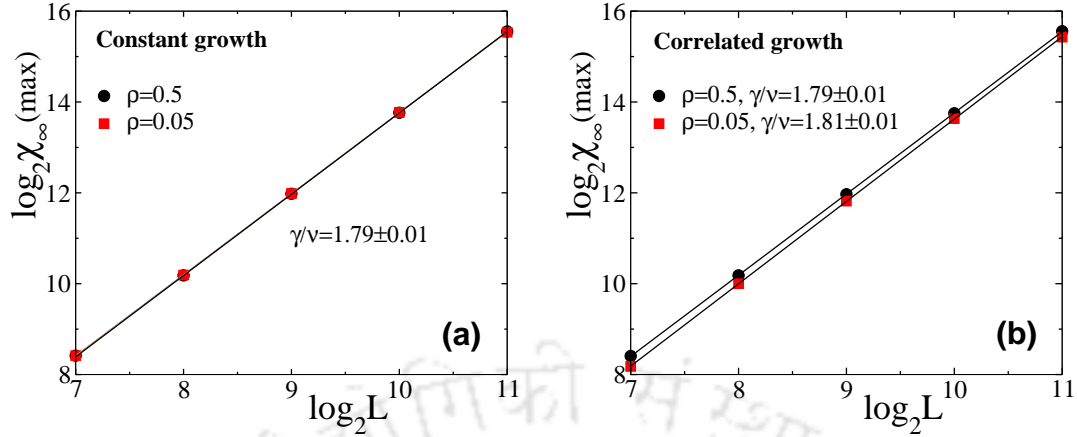 Constant growth
ρ=0.5
ρ=0.05
γ/ν=1.79±0.01
(a)
log₂χ∞(max)
16
14
12
10
8
7 8 9 10 11
log₂L
Correlated growth
ρ=0.5, γ/ν=1.79±0.01
ρ=0.05, γ/ν=1.81±0.01
(b)
log₂χ∞(max)
16
14
12
10
8
7 8 9 10 11
log₂L